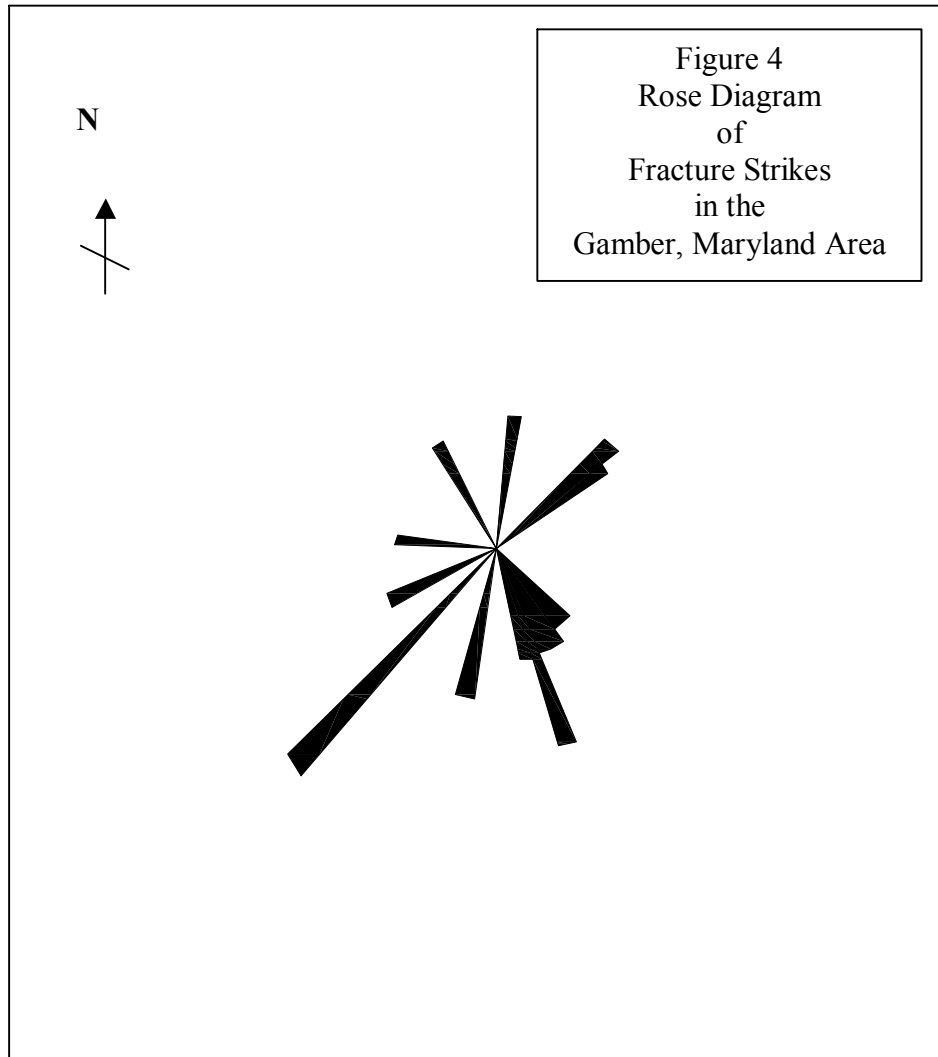 Figure 4
Rose Diagram
of
Fracture Strikes
in the
Gamber, Maryland Area
N